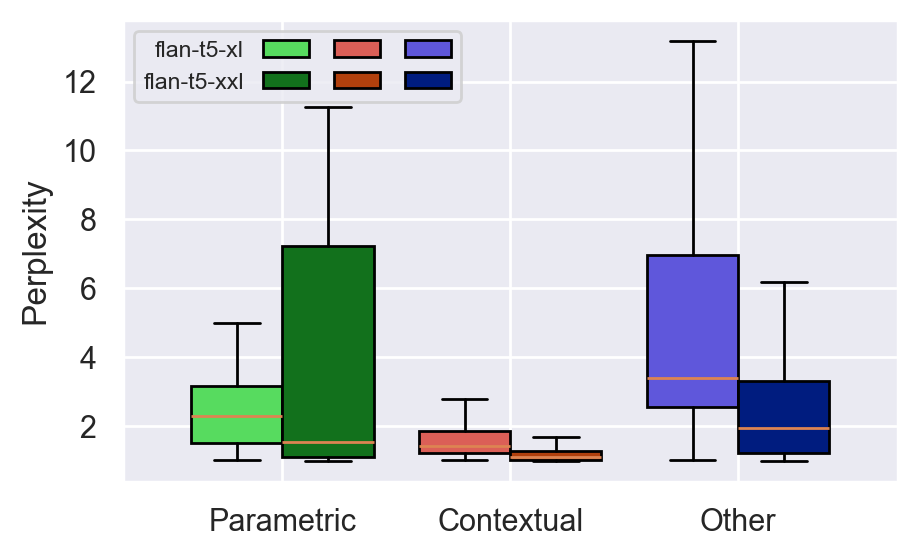 flan-t5-xl
flan-t5-xxl
12
10
8
6
4
2
Perplexity
Parametric Contextual Other